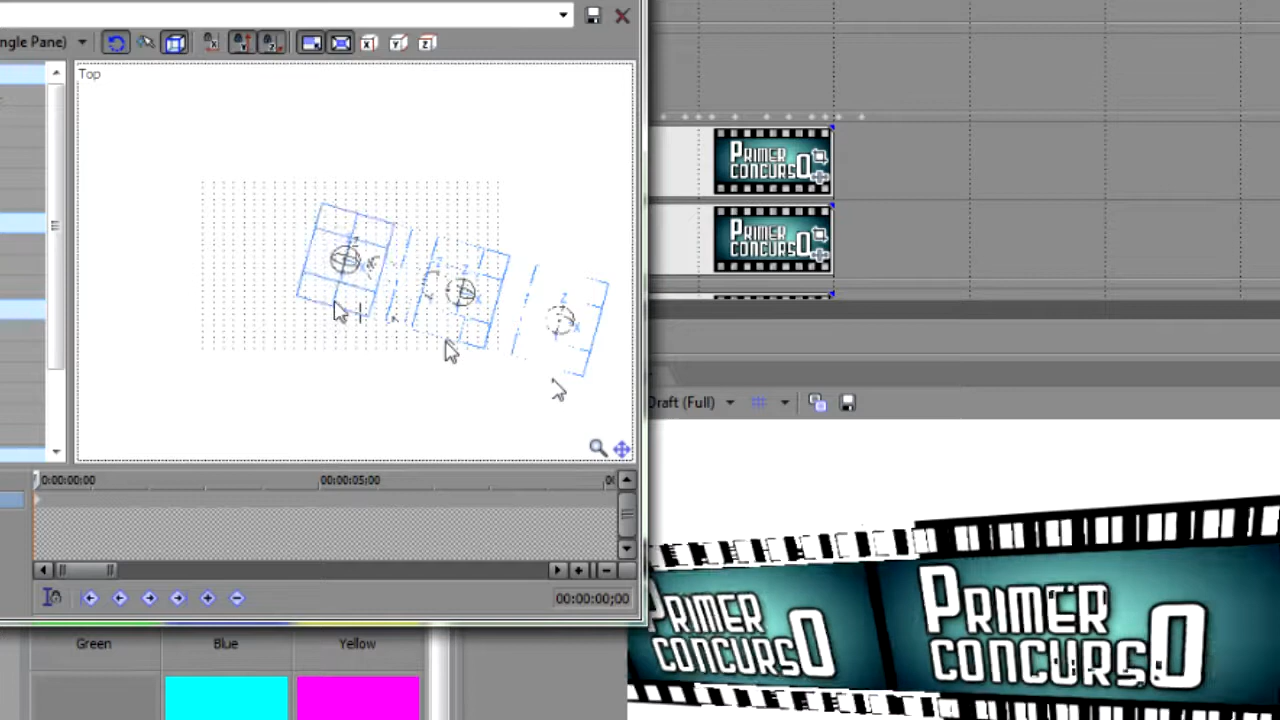 ngle Pane)
Top
Z
Z
X
Z
X
0:00:00:00
00:00:05:00
00:00:00;00
Green
Blue
Yellow
PRIMER
CONCURSO
PRIMER
CONCURSO
Draft (Full)
PRIMER
CONCURSO
PRIMER
CONCURSO